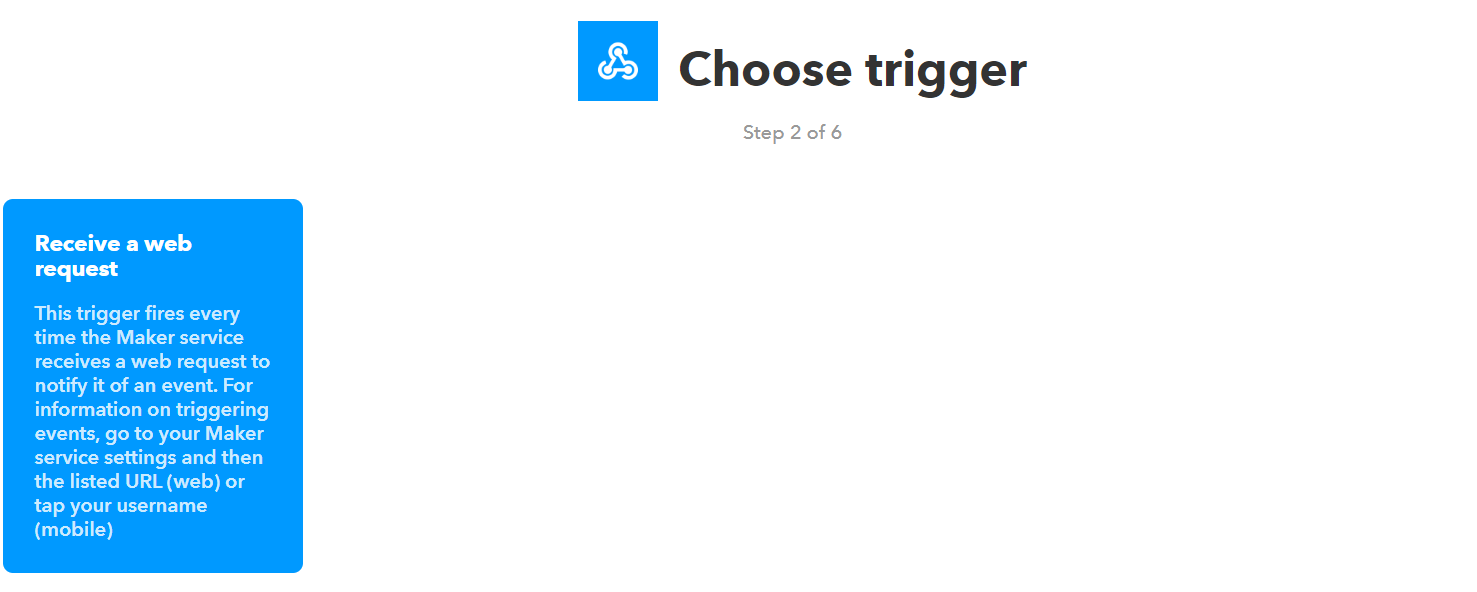 Choose trigger
Step 2 of 6
Receive a web
request
This trigger fires every
time the Maker service
receives a web request to
notify it of an event. For
information on triggering
events, go to your Maker
service settings and then
the listed URL (web) or
tap your username
(mobile)